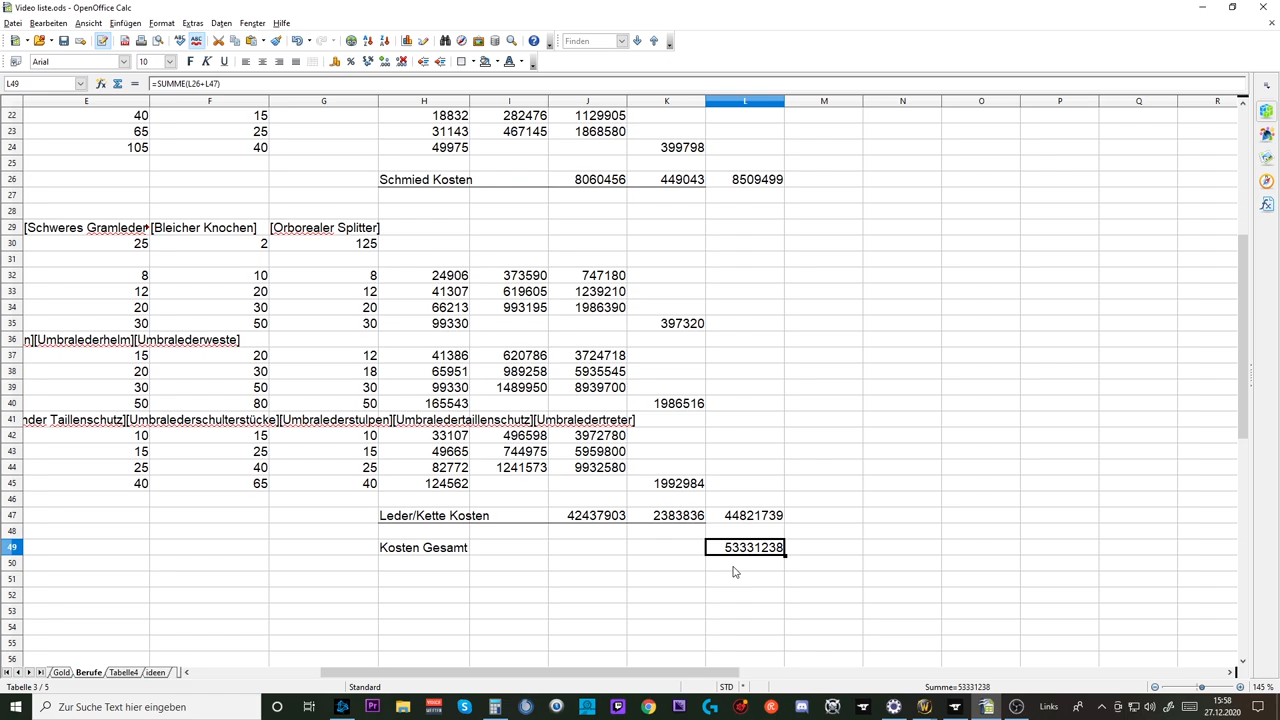 Video liste.ods - OpenOffice Calc
Datei Bearbeiten Ansicht Einfügen Format Extras Daten Fenster Hilfe
Finden
Arial 10
L49 =SUMME(L26+L47)
E F G H I J K L M N O P Q R
22 40 15 18832 282476 1129905
23 65 25 31143 467145 1868580
24 105 40 49975 399798
25
26 Schmied Kosten 8060456 449043 8509499
27
28
29 [Schweres Gramleder [Bleicher Knochen] [Orborealer Splitter]
30 25 2 125
31
32 8 10 8 24906 373590 747180
33 12 20 12 41307 619605 1239210
34 20 30 20 66213 993195 1986390
35 30 50 30 99330 397320
36 n][Umbralederhelm][Umbralederweste]
37 15 20 12 41386 620786 3724718
38 20 30 18 65951 989258 5935545
39 30 50 30 99330 1489950 8939700
40 50 80 50 165543 1986516
41 nder Taillenschutz][Umbralederschulterstücke][Umbralederstulpen][Umbraledertaillenschutz][Umbraledertreter]
42 10 15 10 33107 496598 3972780
43 15 25 15 49665 744975 5959800
44 25 40 25 82772 1241573 9932580
45 40 65 40 124562 1992984
46
47 Leder/Kette Kosten 42437903 2383836 44821739
48
49 Kosten Gesamt 53331238
50
51
52
53
54
55
56
Gold Berufe Tabelle4 ideen
Tabelle 3 / 5 Standard STD * Summe=53331238 145 %
Zur Suche Text hier eingeben Links 15:58
27.12.2020